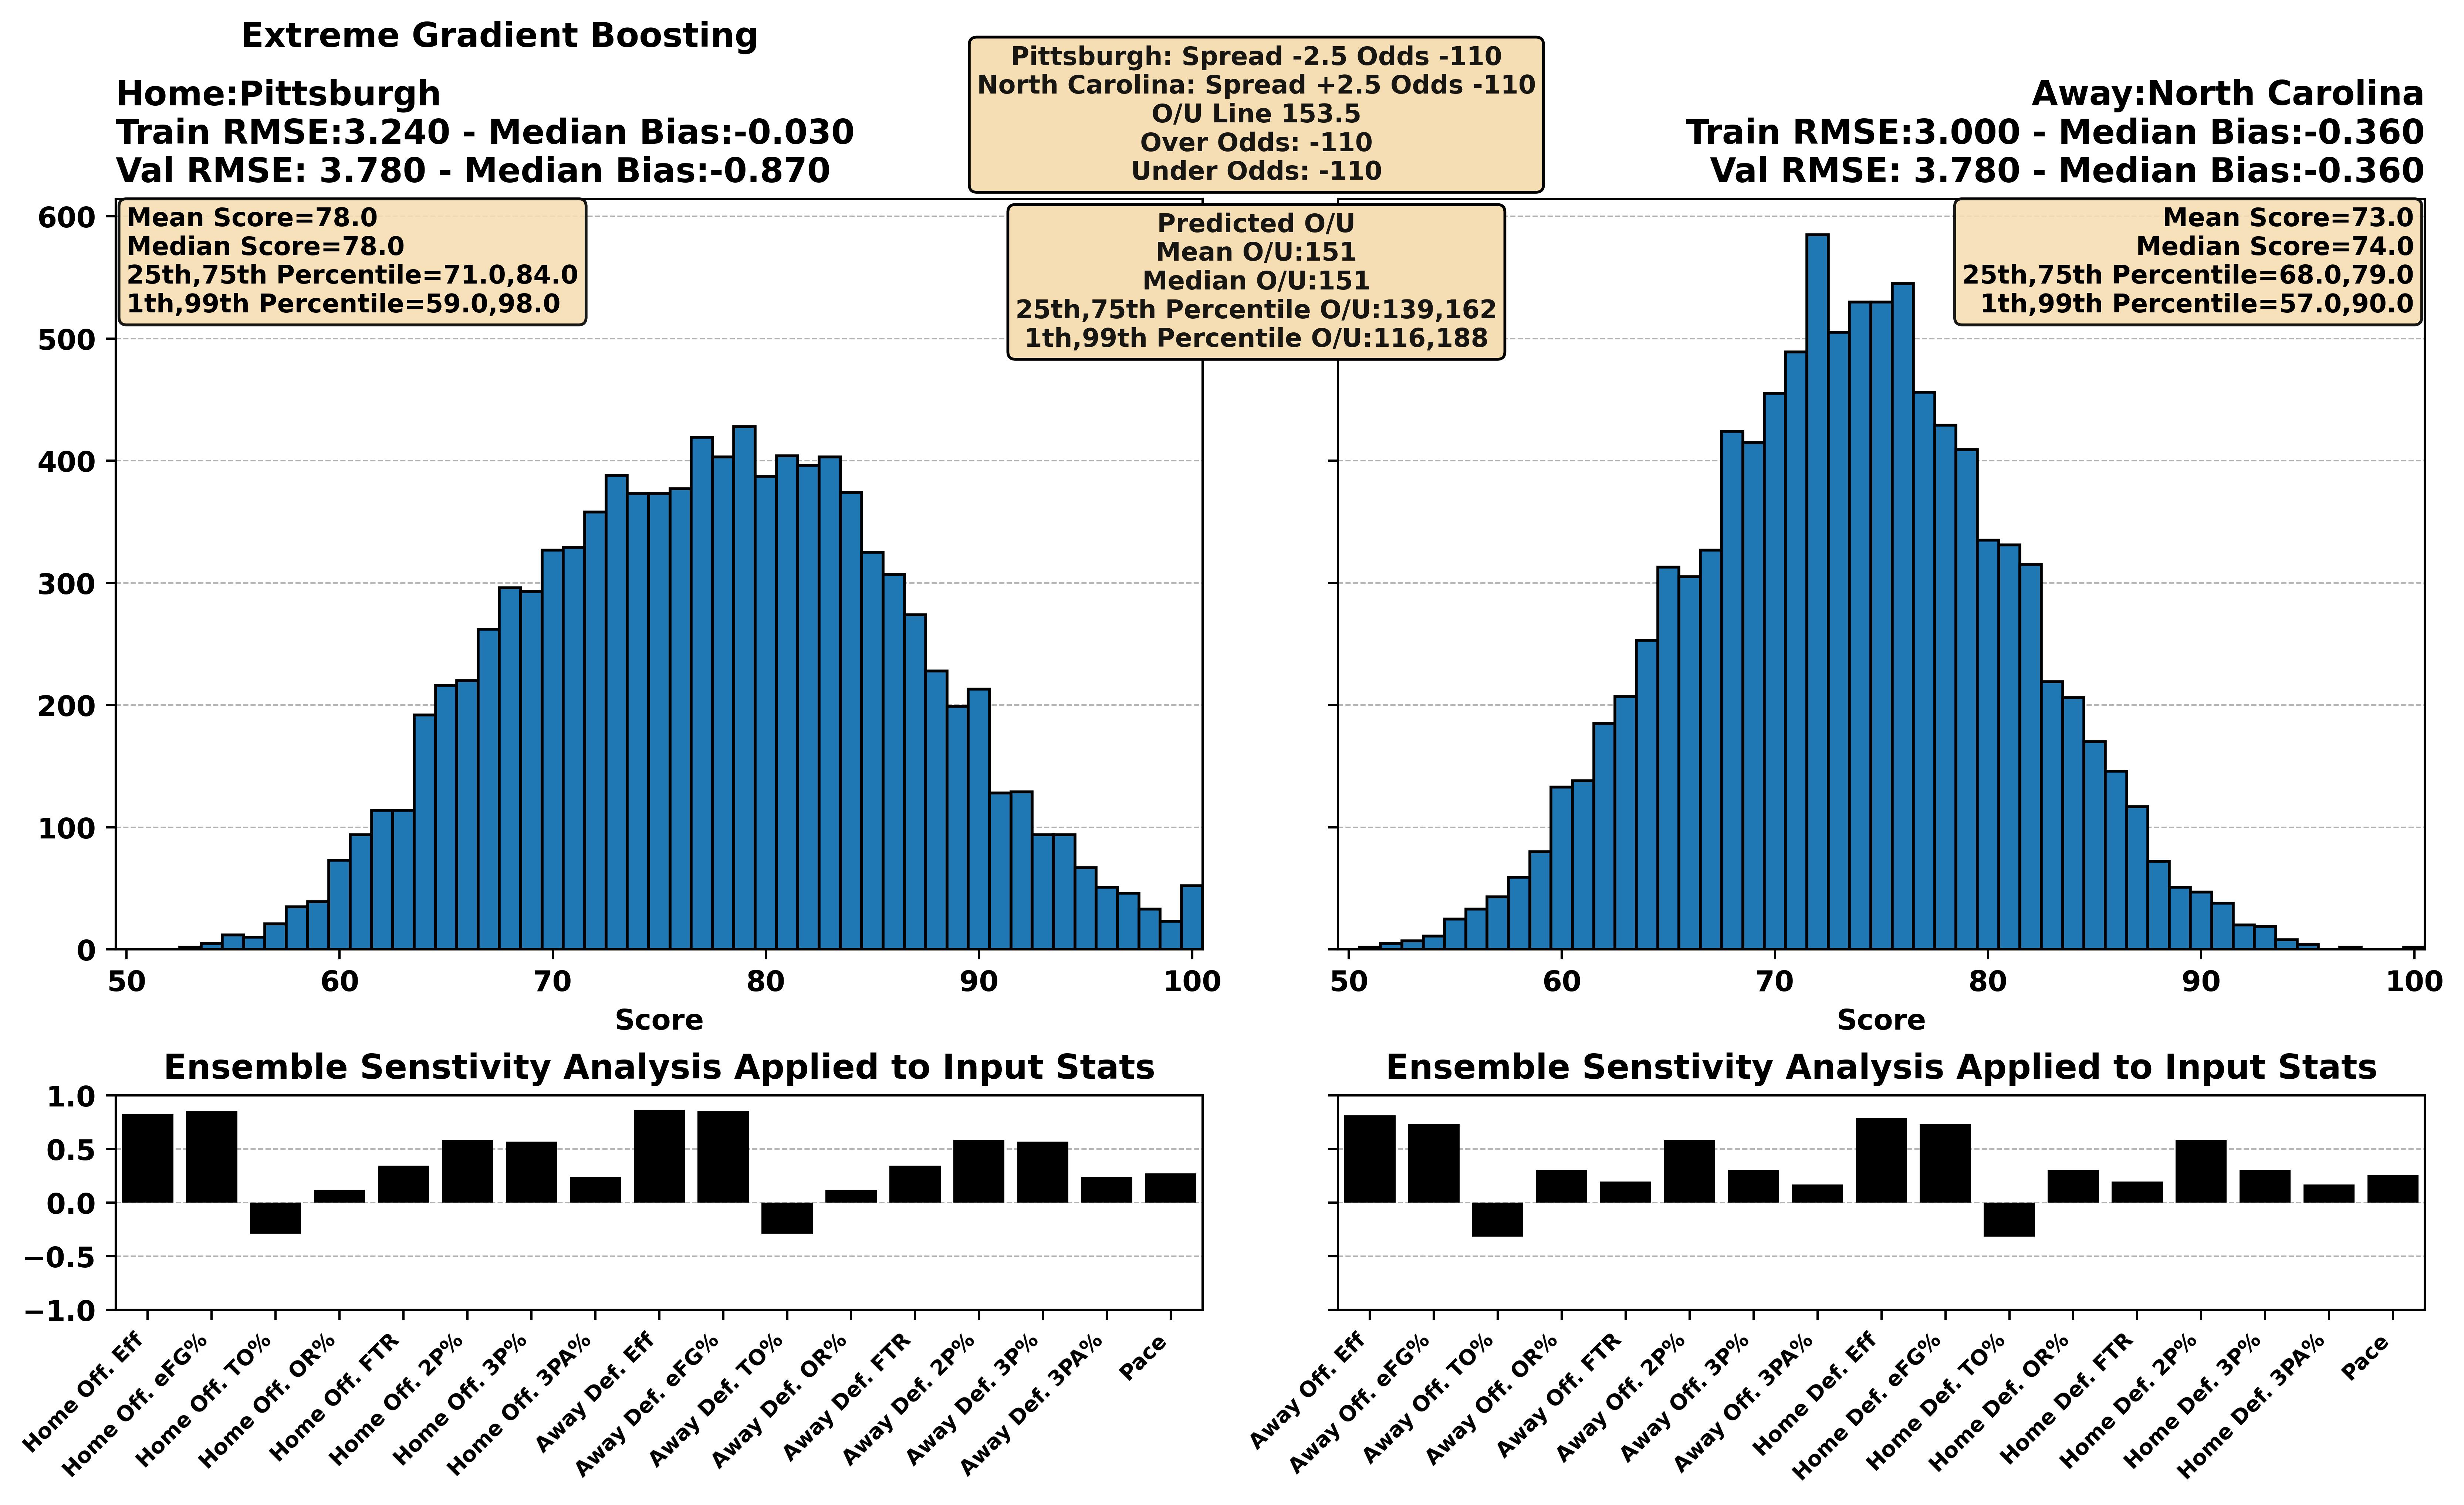 Extreme Gradient Boosting
Home:Pittsburgh
Train RMSE:3.240 - Median Bias:-0.030
Val RMSE: 3.780 - Median Bias:-0.870
Pittsburgh: Spread -2.5 Odds -110
North Carolina: Spread +2.5 Odds -110
O/U Line 153.5
Over Odds: -110
Under Odds: -110
Away:North Carolina
Train RMSE:3.000 - Median Bias:-0.360
Val RMSE: 3.780 - Median Bias:-0.360
Mean Score=78.0
Median Score=78.0
25th,75th Percentile=71.0,84.0
1th,99th Percentile=59.0,98.0
Predicted O/U
Mean O/U:151
Median O/U:151
25th,75th Percentile O/U:139,162
1th,99th Percentile O/U:116,188
Mean Score=73.0
Median Score=74.0
25th,75th Percentile=68.0,79.0
1th,99th Percentile=57.0,90.0
600
500
400
300
200
100
0
50 60 70 80 90 100
Score
50 60 70 80 90 100
Score
Ensemble Senstivity Analysis Applied to Input Stats
1.0
0.5
0.0
−0.5
−1.0
Home Off. Eff
Home Off. eFG%
Home Off. TO%
Home Off. OR%
Home Off. FTR
Home Off. 2P%
Home Off. 3P%
Home Off. 3PA%
Away Def. Eff
Away Def. eFG%
Away Def. TO%
Away Def. OR%
Away Def. FTR
Away Def. 2P%
Away Def. 3P%
Away Def. 3PA%
Pace
Ensemble Senstivity Analysis Applied to Input Stats
Away Off. Eff
Away Off. eFG%
Away Off. TO%
Away Off. OR%
Away Off. FTR
Away Off. 2P%
Away Off. 3P%
Away Off. 3PA%
Home Def. Eff
Home Def. eFG%
Home Def. TO%
Home Def. OR%
Home Def. FTR
Home Def. 2P%
Home Def. 3P%
Home Def. 3PA%
Pace